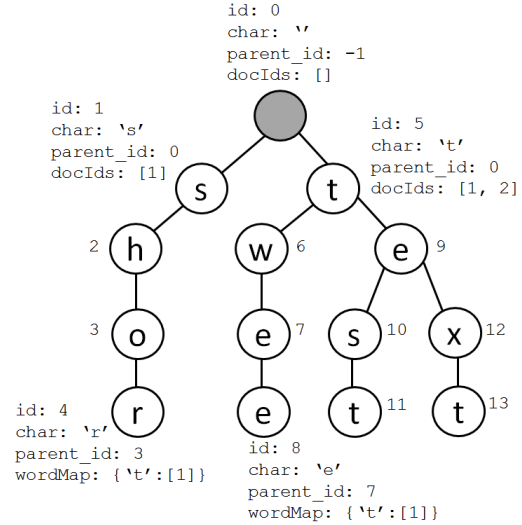 id: 0
char: ‘’
parent_id: -1
docIds: []
id: 1
char: ‘s’
parent_id: 0
docIds: [1]
id: 5
char: ‘t’
parent_id: 0
docIds: [1, 2]
s
t
2
h
w
6
e
9
3
o
e
7
s
10
x
12
r
e
t
11
t
13
id: 4
char: ‘r’
parent_id: 3
wordMap: {‘t’:[1]}
id: 8
char: ‘e’
parent_id: 7
wordMap: {‘t’:[1]}